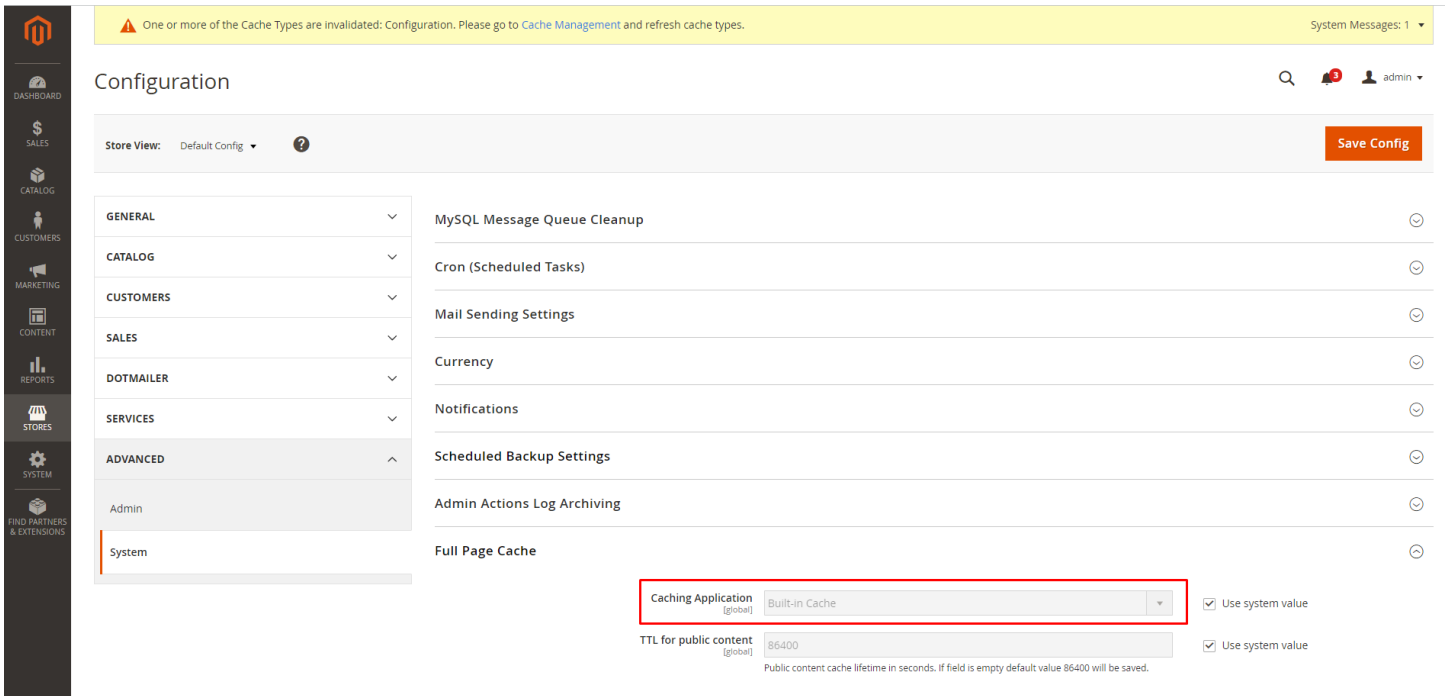 One or more of the Cache Types are invalidated: Configuration. Please go to Cache Management and refresh cache types.
System Messages: 1
DASHBOARD
SALES
CATALOG
CUSTOMERS
MARKETING
CONTENT
REPORTS
STORES
SYSTEM
FIND PARTNERS
& EXTENSIONS
Configuration
3
admin
Store View:
Default Config
?
Save Config
GENERAL
CATALOG
CUSTOMERS
SALES
DOTMAILER
SERVICES
ADVANCED
Admin
System
MySQL Message Queue Cleanup
Cron (Scheduled Tasks)
Mail Sending Settings
Currency
Notifications
Scheduled Backup Settings
Admin Actions Log Archiving
Full Page Cache
Caching Application
[global]
Built-in Cache
Use system value
TTL for public content
[global]
86400
Use system value
Public content cache lifetime in seconds. If field is empty default value 86400 will be saved.